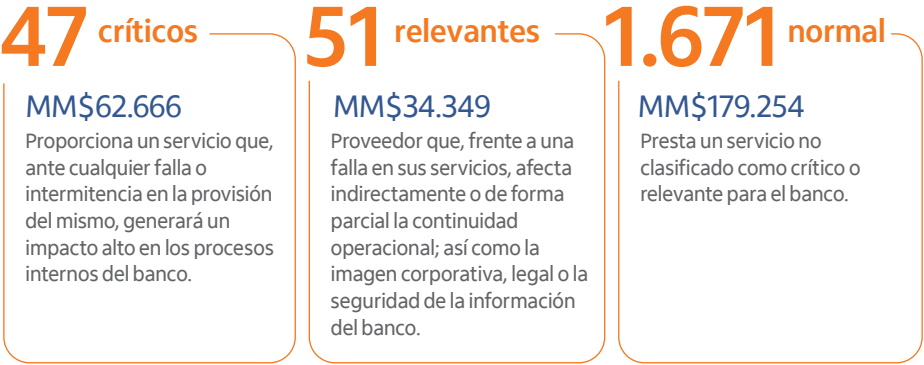 47 críticos
MM$62.666
Proporciona un servicio que,
ante cualquier falla o
intermitencia en la provisión
del mismo, generará un
impacto alto en los procesos
internos del banco.
51 relevantes
MM$34.349
Proveedor que, frente a una
falla en sus servicios, afecta
indirectamente o de forma
parcial la continuidad
operacional; así como la
imagen corporativa, legal o la
seguridad de la información
del banco.
1.671 normal
MM$179.254
Presta un servicio no
clasificado como crítico o
relevante para el banco.